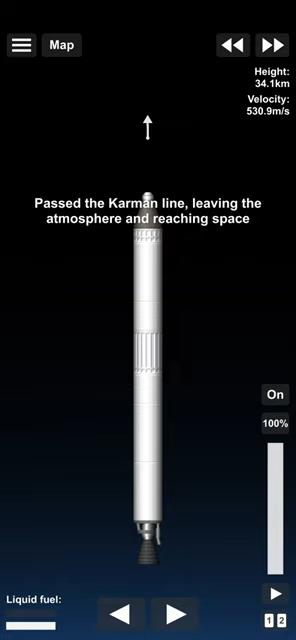 Map
Height:
34.1km
Velocity:
530.9m/s
Passed the Karman line, leaving the
atmosphere and reaching space
On
100%
Liquid fuel:
1 2